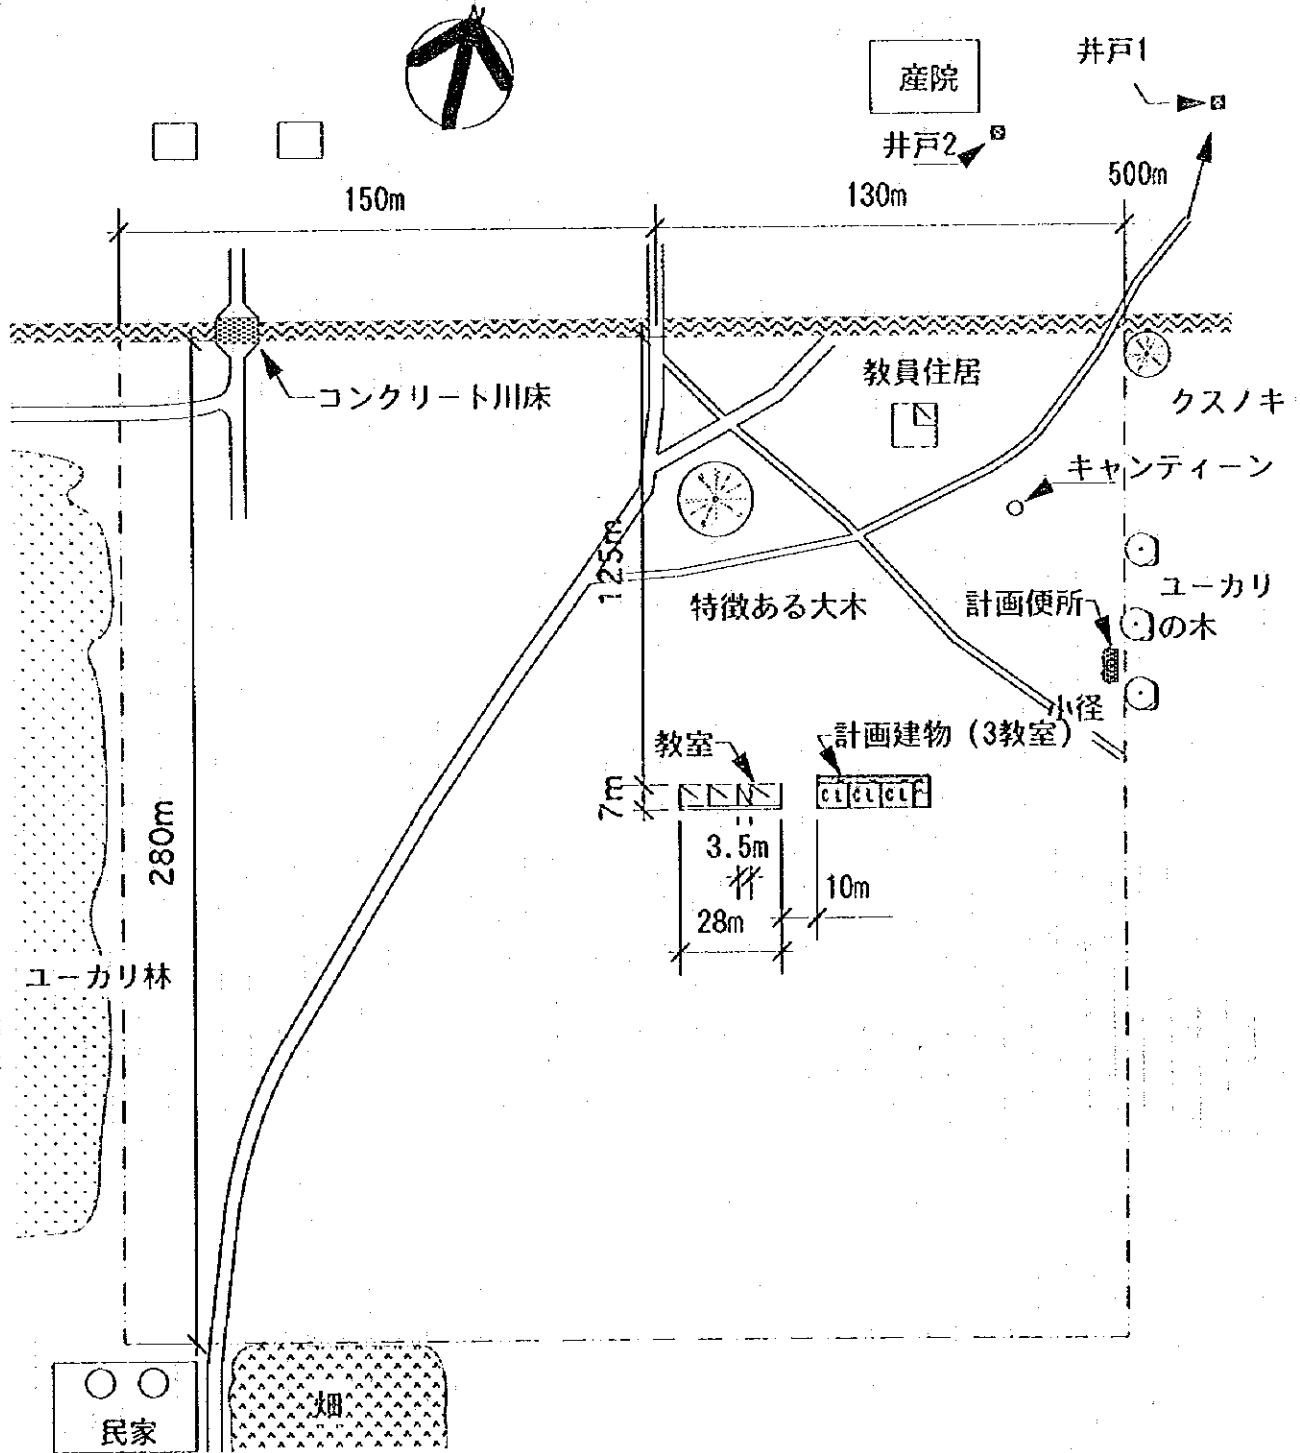 N
井戸1
産院
井戸2
500m
150m
130m
教員住居
コンクリート川床
クスノキ
キャンティーン
125m
特徴ある大木
計画便所
ユーカリ
の木
小径
教室
計画建物（3教室）
7m
CL CL CL
280m
3.5m
10m
28m
ユーカリ林
畑
民家